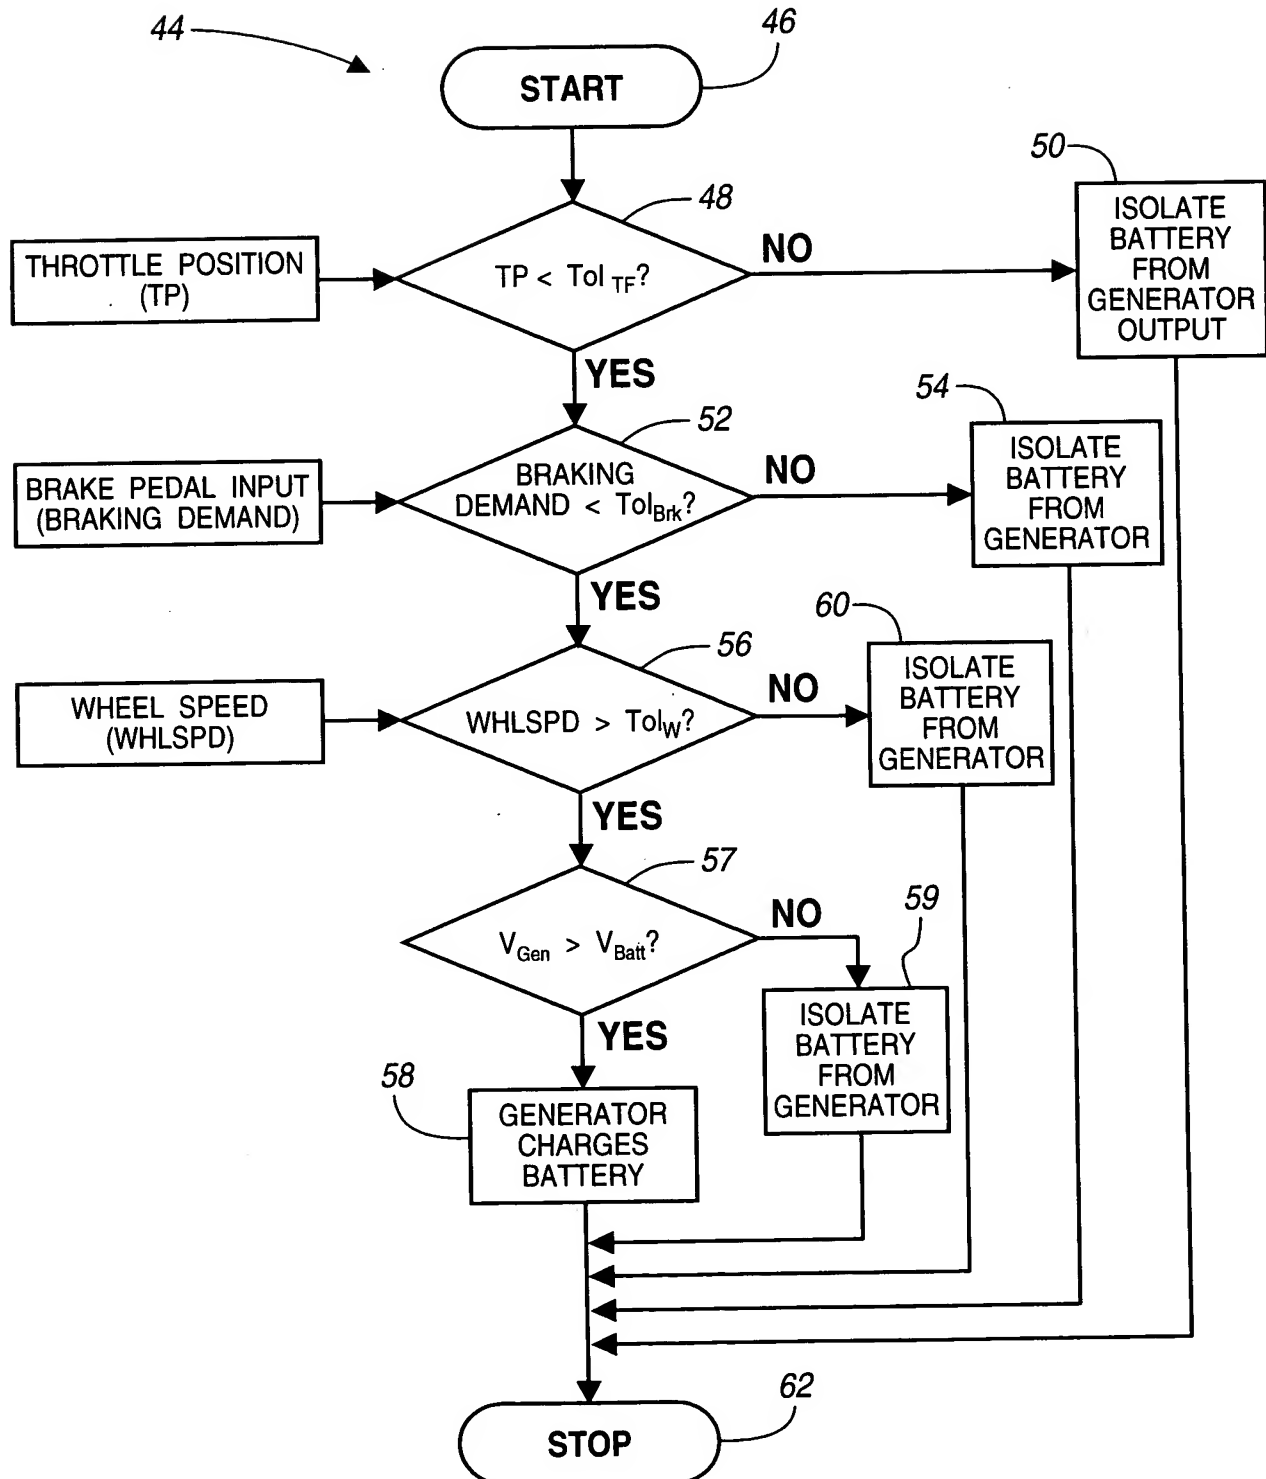 44
46
START
50
ISOLATE
BATTERY
FROM
GENERATOR
OUTPUT
48
NO
THROTTLE POSITION
(TP)
TP < Tol TF?
YES
54
ISOLATE
BATTERY
FROM
GENERATOR
52
NO
BRAKE PEDAL INPUT
(BRAKING DEMAND)
BRAKING
DEMAND < TolBrk?
YES
60
ISOLATE
BATTERY
FROM
GENERATOR
56
NO
WHEEL SPEED
(WHLSPD)
WHLSPD > TolW?
YES
57
NO
59
VGen > VBatt?
ISOLATE
BATTERY
FROM
GENERATOR
YES
58
GENERATOR
CHARGES
BATTERY
62
STOP